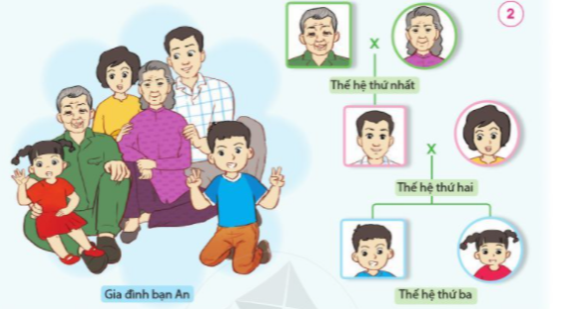 2
X
Thế hệ thứ nhất
X
Thế hệ thứ hai
Gia đình bạn An
Thế hệ thứ ba